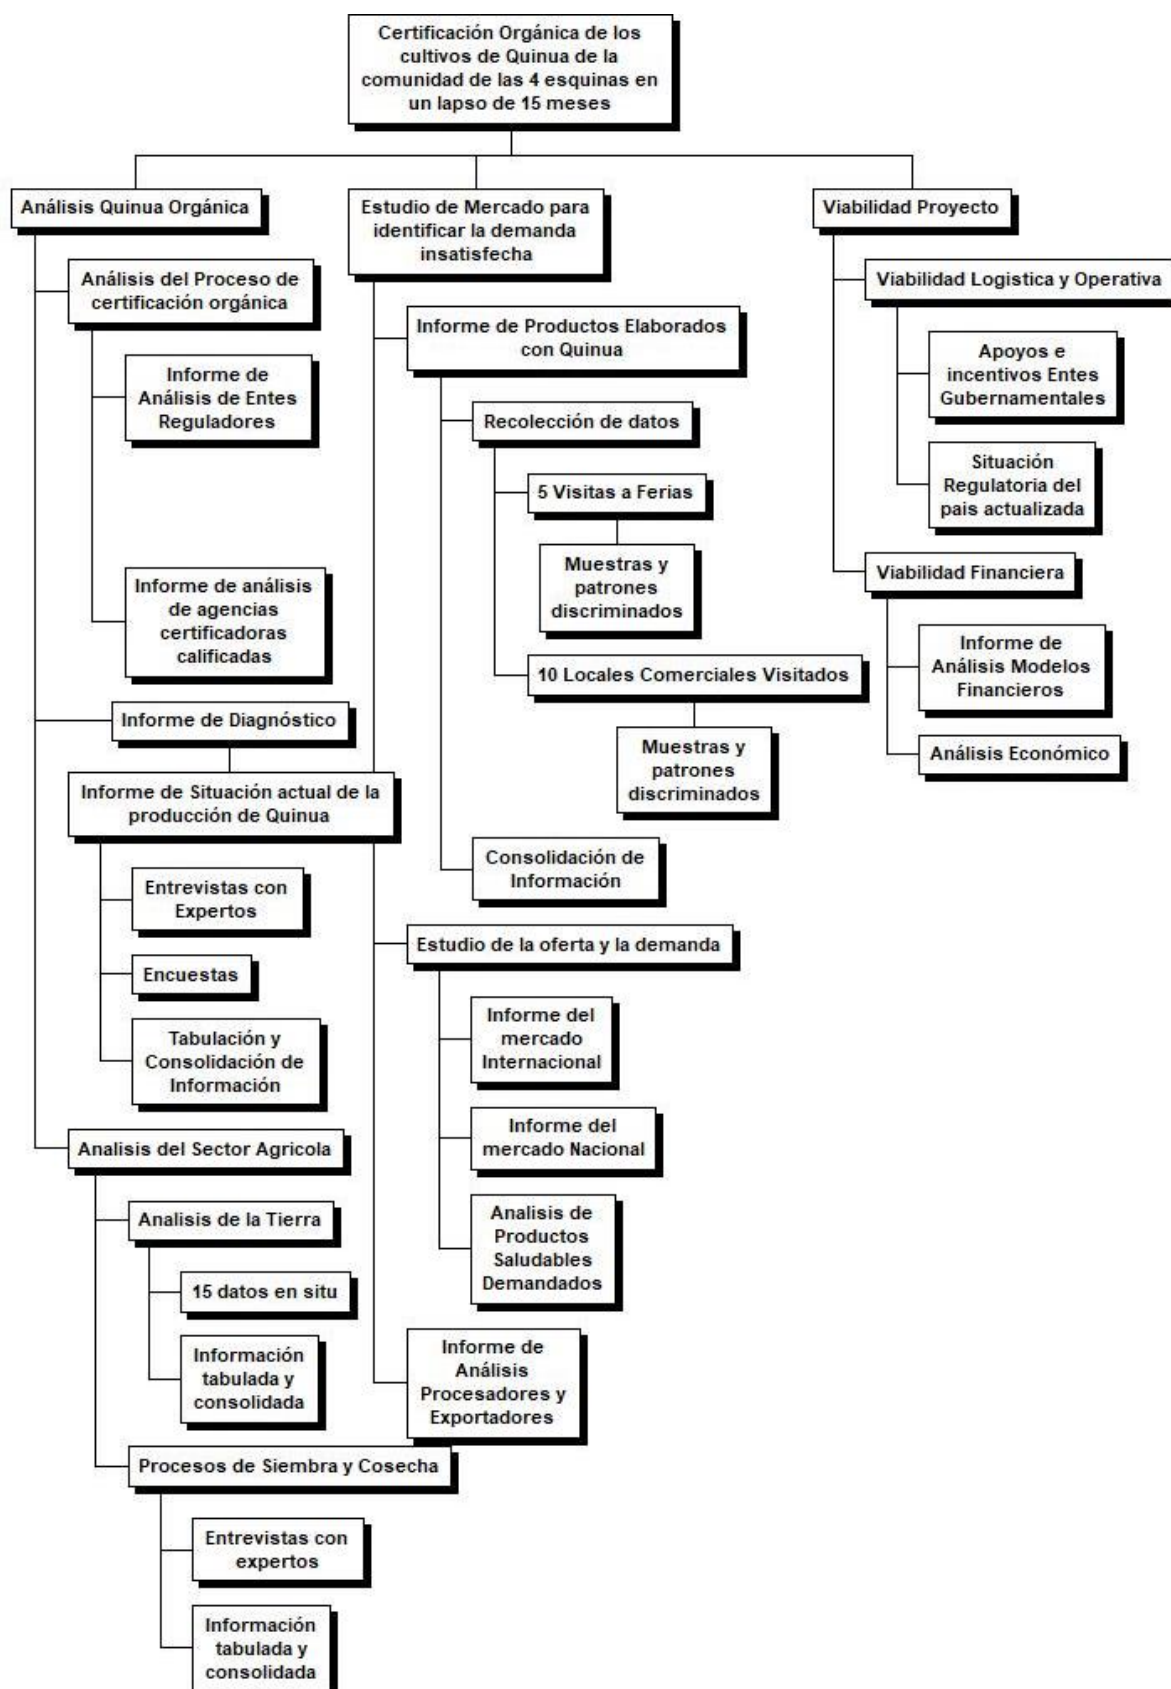 Certificación Orgánica de los
cultivos de Quinua de la
comunidad de las 4 esquinas en
un lapso de 15 meses
Análisis Quinua Orgánica
Análisis del Proceso de
certificación orgánica
Informe de
Análisis de Entes
Reguladores
Informe de análisis
de agencias
certificadoras
calificadas
Informe de Diagnóstico
Informe de Situación actual de la
producción de Quinua
Entrevistas con
Expertos
Encuestas
Tabulación y
Consolidación de
Información
Analisis del Sector Agricola
Analisis de la Tierra
15 datos en situ
Información
tabulada y
consolidada
Procesos de Siembra y Cosecha
Entrevistas con
expertos
Información
tabulada y
consolidada
Estudio de Mercado para
identificar la demanda
insatisfecha
Informe de Productos Elaborados
con Quinua
Recolección de datos
5 Visitas a Ferias
Muestras y
patrones
discriminados
10 Locales Comerciales Visitados
Muestras y
patrones
discriminados
Consolidación de
Información
Estudio de la oferta y la demanda
Informe del
mercado
Internacional
Informe del
mercado Nacional
Analisis de
Productos
Saludables
Demandados
Informe de
Análisis
Procesadores y
Exportadores
Viabilidad Proyecto
Viabilidad Logistica y Operativa
Apoyos e
incentivos Entes
Gubernamentales
Situación
Regulatoria del
pais actualizada
Viabilidad Financiera
Informe de
Análisis Modelos
Financieros
Análisis Económico